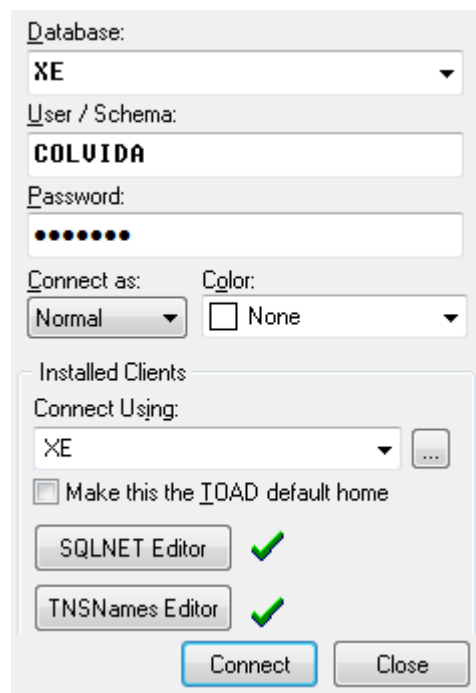 Database:
XE
User / Schema:
COLVIDA
Password:
●●●●●●●
Connect as: Color:
Normal None
Installed Clients
Connect Using:
XE ...
Make this the TOAD default home
SQLNET Editor
TNSNames Editor
Connect Close